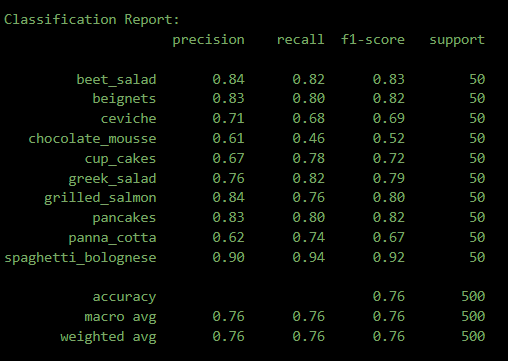 Classification Report:
precision recall f1-score support
beet_salad 0.84 0.82 0.83 50
beignets 0.83 0.80 0.82 50
ceviche 0.71 0.68 0.69 50
chocolate_mousse 0.61 0.46 0.52 50
cup_cakes 0.67 0.78 0.72 50
greek_salad 0.76 0.82 0.79 50
grilled_salmon 0.84 0.76 0.80 50
pancakes 0.83 0.80 0.82 50
panna_cotta 0.62 0.74 0.67 50
spaghetti_bolognese 0.90 0.94 0.92 50
accuracy 0.76 500
macro avg 0.76 0.76 0.76 500
weighted avg 0.76 0.76 0.76 500